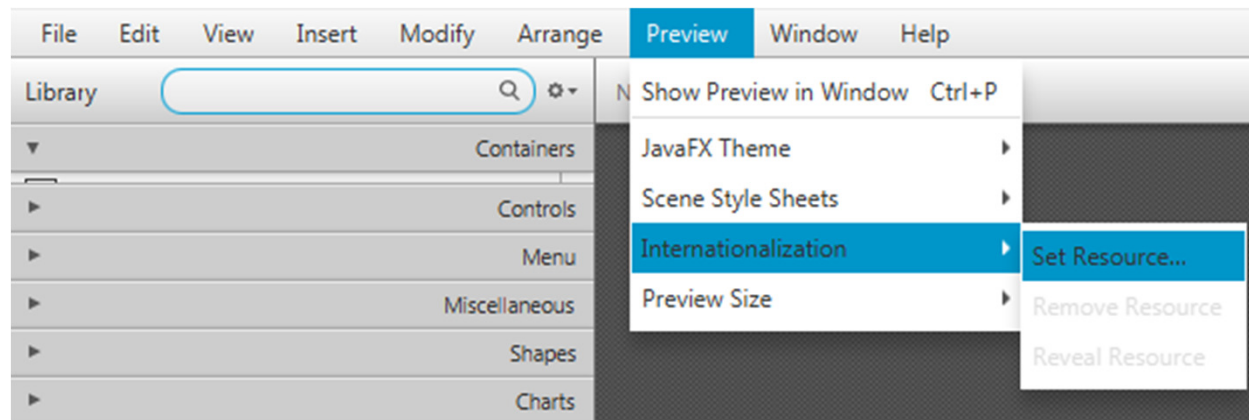 File Edit View Insert Modify Arrange Preview Window Help
Library
Show Preview in Window Ctrl+P
Containers
JavaFX Theme
Controls
Scene Style Sheets
Menu
Internationalization
Set Resource...
Miscellaneous
Preview Size
Remove Resource
Shapes
Reveal Resource
Charts